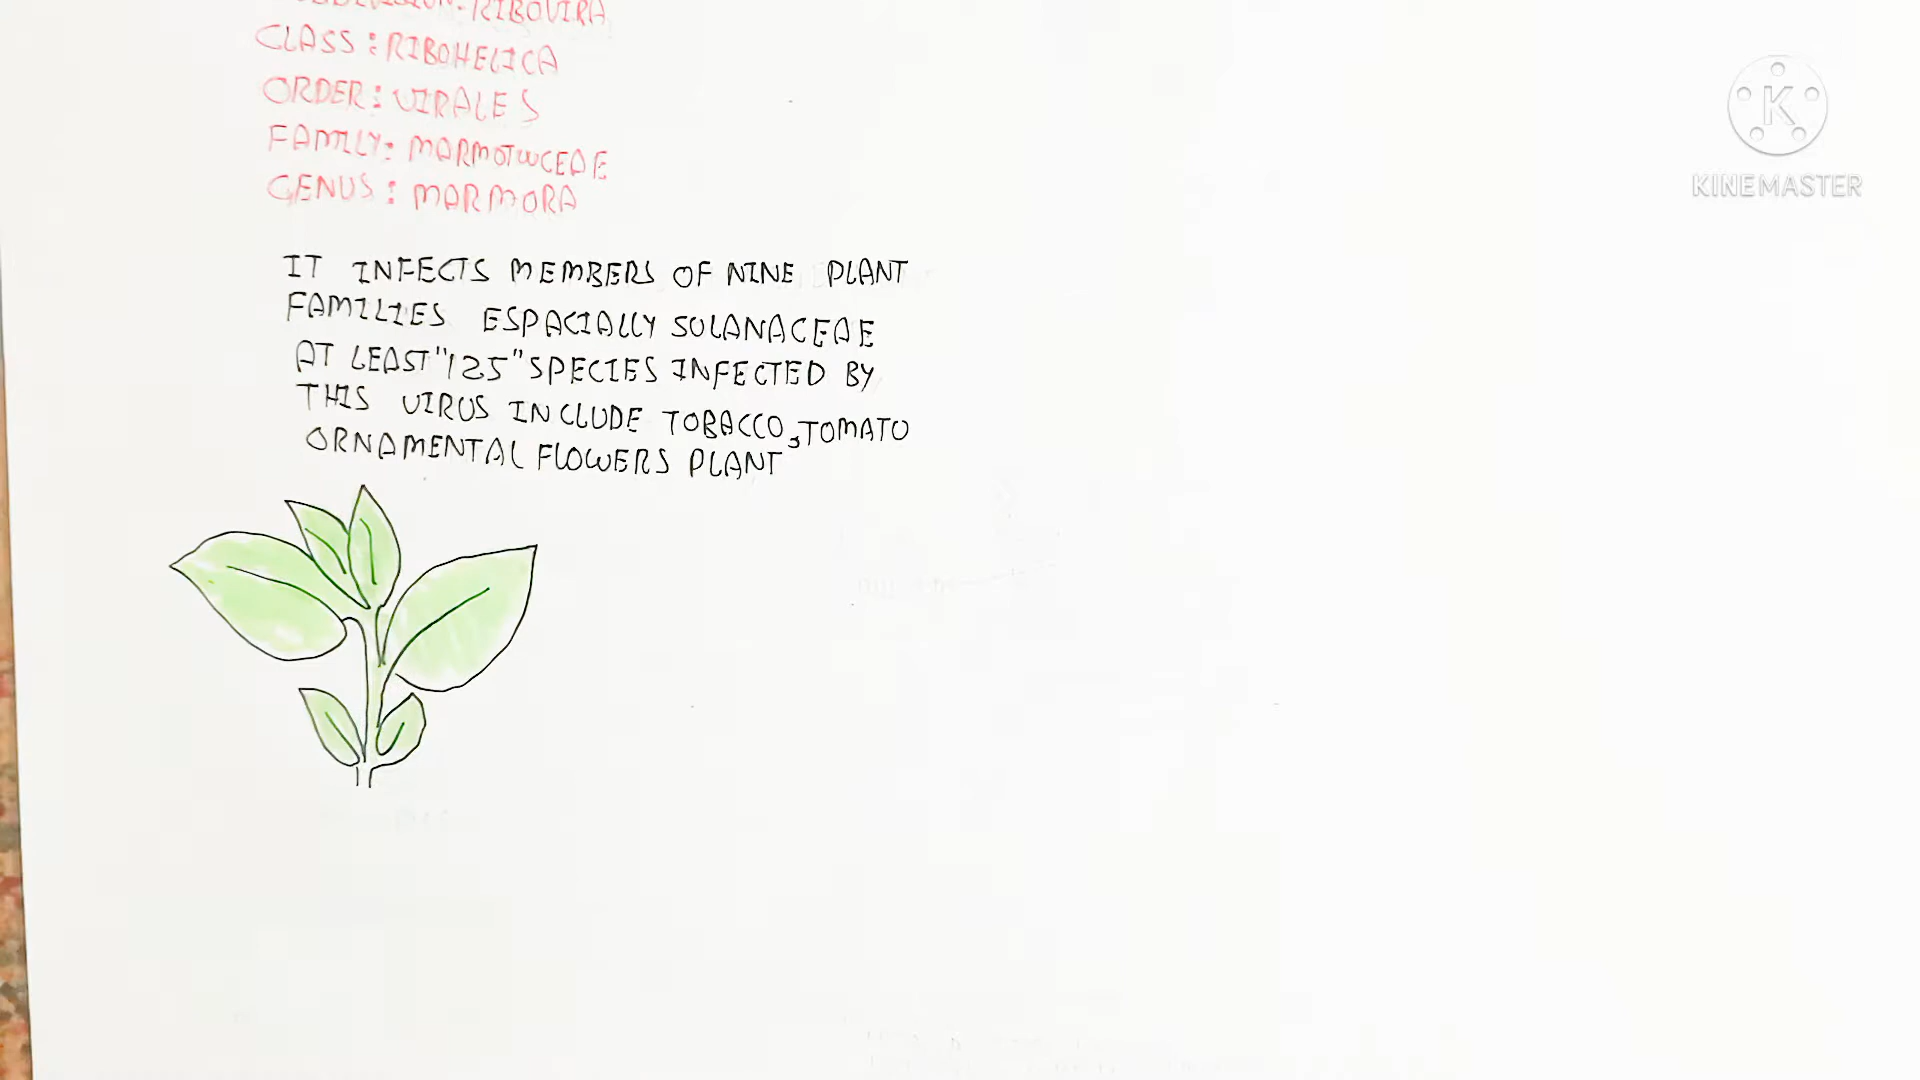 CLASS: RIBOHELICA
ORDER: VIRALES
FAMILY: MARMOTUCEAE
GENUS: MARMORA
IT INFECTS MEMBERS OF NINE PLANT
FAMILIES ESPACIALLY SOLANACEAE
AT LEAST "125" SPECIES INFECTED BY
THIS VIRUS INCLUDE TOBACCO, TOMATO
ORNAMENTAL FLOWERS PLANT
K
KINEMASTER